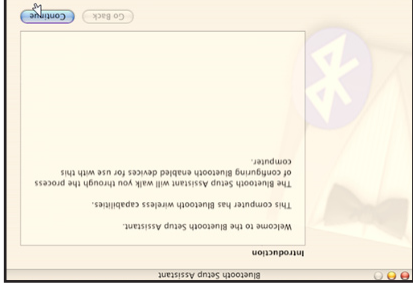 Bluetooth Setup Assistant
Introduction
Welcome to the Bluetooth Setup Assistant.
This computer has Bluetooth wireless capabilities.
The Bluetooth Setup Assistant will walk you through the process
of configuring Bluetooth enabled devices for use with this
computer.
Go Back
Continue